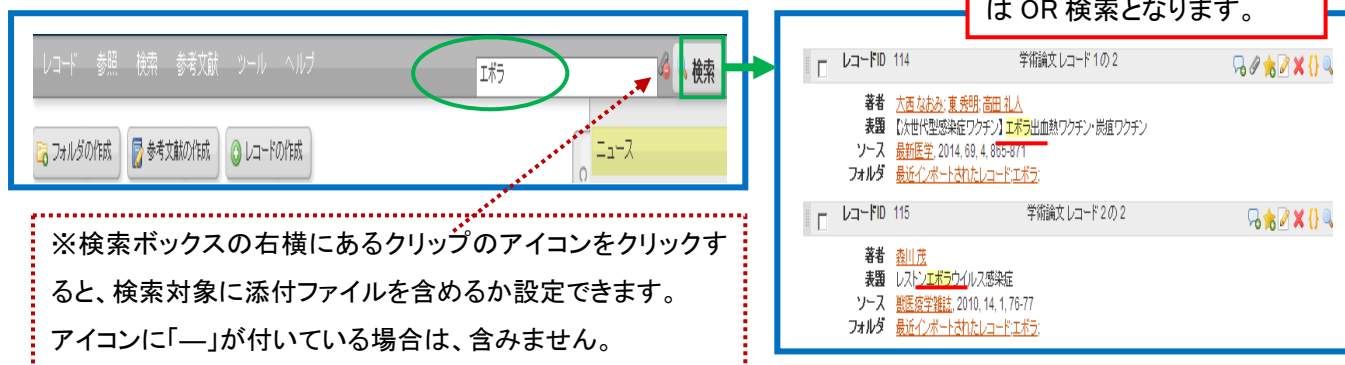 は OR 検索となります。
レコード 参照 検索 参考文献 ツール ヘルプ
エボラ
検索
フォルダの作成 参考文献の作成 レコードの作成
ニュース
※検索ボックスの右横にあるクリップのアイコンをクリックす
ると、検索対象に添付ファイルを含めるか設定できます。
アイコンに「―」が付いている場合は、含みません。
レコードID 114 学術論文 レコード 1 の 2
著者 大西 なおみ; 東 秀明; 高田 礼人
表題 【次世代型感染症ワクチン】 エボラ出血熱ワクチン・炭疽ワクチン
ソース 最新医学, 2014, 69, 4, 865-871
フォルダ 最近インポートされたレコード;エボラ;
レコードID 115 学術論文 レコード 2 の 2
著者 森川 茂
表題 レストンエボラウイルス感染症
ソース 獣医疫学雑誌, 2010, 14, 1, 76-77
フォルダ 最近インポートされたレコード;エボラ;